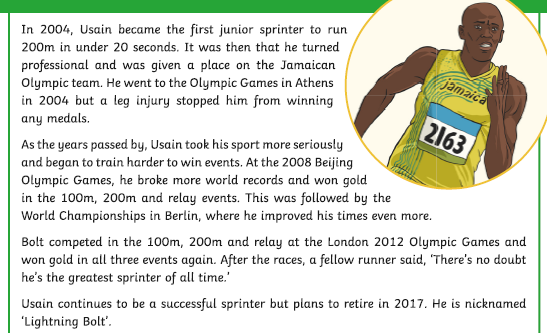 In 2004, Usain became the first junior sprinter to run
200m in under 20 seconds. It was then that he turned
professional and was given a place on the Jamaican
Olympic team. He went to the Olympic Games in Athens
in 2004 but a leg injury stopped him from winning
any medals.
As the years passed by, Usain took his sport more seriously
and began to train harder to win events. At the 2008 Beijing
Olympic Games, he broke more world records and won gold
in the 100m, 200m and relay events. This was followed by the
World Championships in Berlin, where he improved his times even more.
Bolt competed in the 100m, 200m and relay at the London 2012 Olympic Games and
won gold in all three events again. After the races, a fellow runner said, ‘There’s no doubt
he’s the greatest sprinter of all time.’
Usain continues to be a successful sprinter but plans to retire in 2017. He is nicknamed
‘Lightning Bolt’.
jamaica
2163